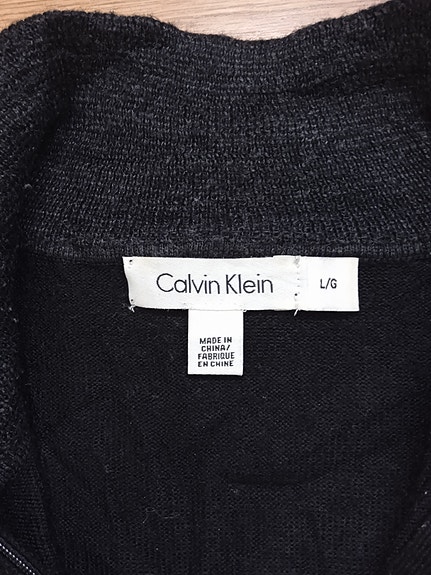 Calvin Klein
L/G
MADE IN
CHINA/
FABRIQUE
EN CHINE